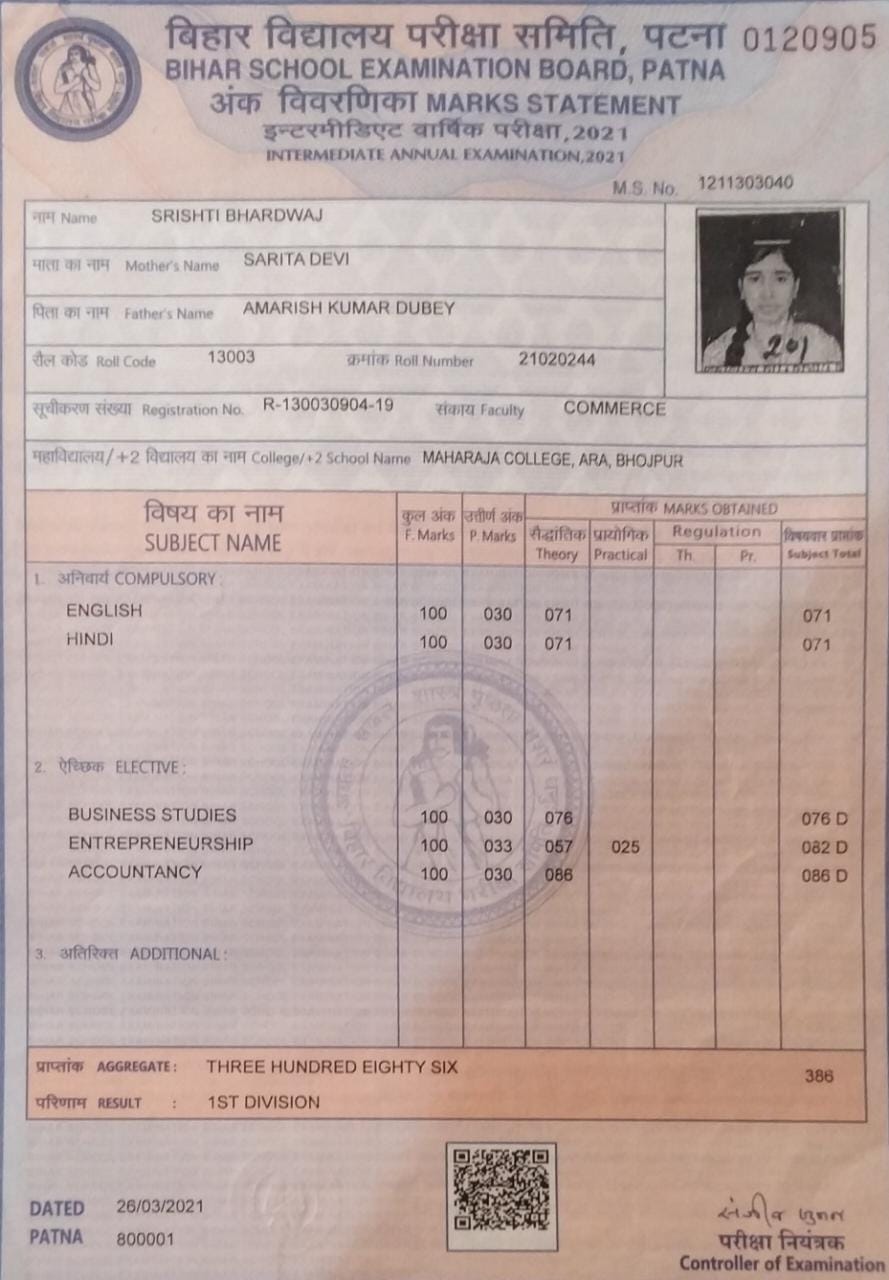 बिहार विद्यालय परीक्षा समिति, पटना 0120905
BIHAR SCHOOL EXAMINATION BOARD, PATNA
अंक विवरणिका MARKS STATEMENT
इन्टरमीडिएट वार्षिक परीक्षा,2021
INTERMEDIATE ANNUAL EXAMINATION,2021
M.S. No. 1211303040
नाम Name SRISHTI BHARDWAJ
माता का नाम Mother's Name SARITA DEVI
पिता का नाम Father's Name AMARISH KUMAR DUBEY
201
रौल कोड Roll Code 13003 क्रमांक Roll Number 21020244
सूचीकरण संख्या Registration No. R-130030904-19 संकाय Faculty COMMERCE
महाविद्यालय/+2 विद्यालय का नाम College/+2 School Name MAHARAJA COLLEGE, ARA, BHOJPUR
विषय का नाम कुल अंक उत्तीर्ण अंक प्राप्तांक MARKS OBTAINED
SUBJECT NAME F. Marks P. Marks सैद्धांतिक प्रायोगिक Regulation विषयवार प्राप्तांक
Theory Practical Th. Pr. Subject Total
1. अनिवार्य COMPULSORY :
ENGLISH 100 030 071 071
HINDI 100 030 071 071
2. ऐच्छिक ELECTIVE :
BUSINESS STUDIES 100 030 076 076 D
ENTREPRENEURSHIP 100 033 057 025 082 D
ACCOUNTANCY 100 030 086 086 D
3. अतिरिक्त ADDITIONAL :
प्राप्तांक AGGREGATE : THREE HUNDRED EIGHTY SIX 386
परिणाम RESULT : 1ST DIVISION
DATED 26/03/2021
PATNA 800001
परीक्षा नियंत्रक
Controller of Examination